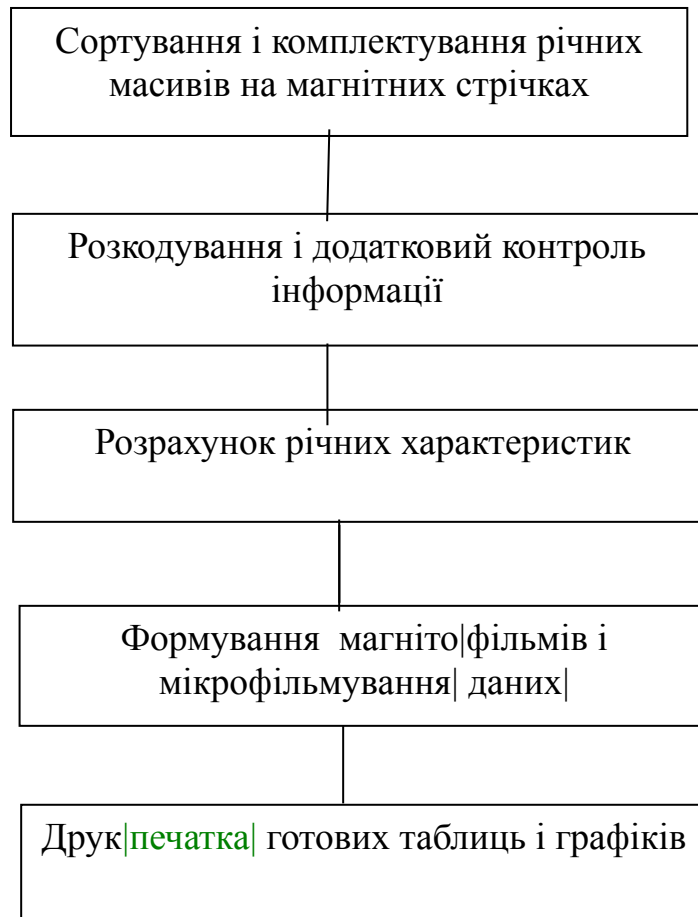 Сортування і комплектування річних
масивів на магнітних стрічках
Розкодування і додатковий контроль
інформації
Розрахунок річних характеристик
Формування  магніто|фільмів і
мікрофільмування| даних|
Друк|печатка| готових таблиць і графіків